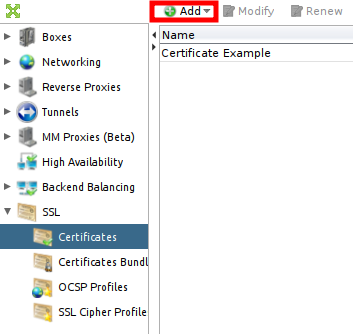 Add Modify Renew
Name
Certificate Example
Boxes
Networking
Reverse Proxies
Tunnels
MM Proxies (Beta)
High Availability
Backend Balancing
SSL
Certificates
Certificates Bundl
OCSP Profiles
SSL Cipher Profile